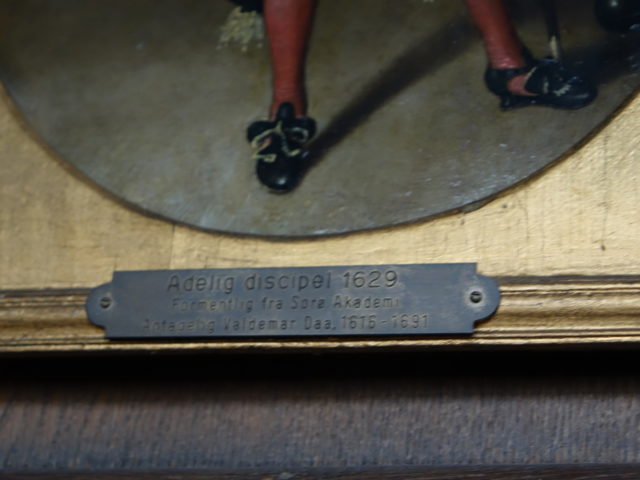 Adelig discipel 1629
Formentlig fra Sorø Akademi
Antagelig Valdemar Daa, 1616-1691